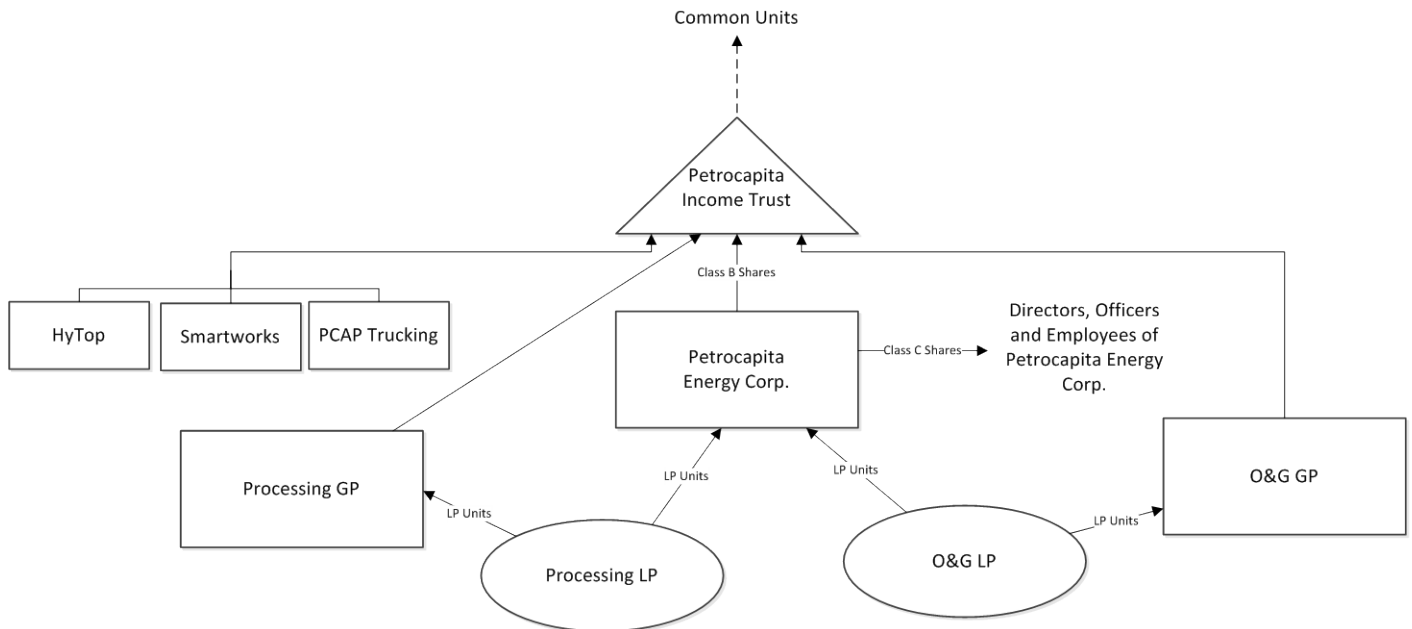 Common Units
Petrocapita
Income Trust
Class B Shares
HyTop
Smartworks
PCAP Trucking
Petrocapita
Energy Corp.
Class C Shares
Directors, Officers
and Employees of
Petrocapita Energy
Corp.
Processing GP
LP Units
LP Units
LP Units
LP Units
O&G GP
Processing LP
O&G LP